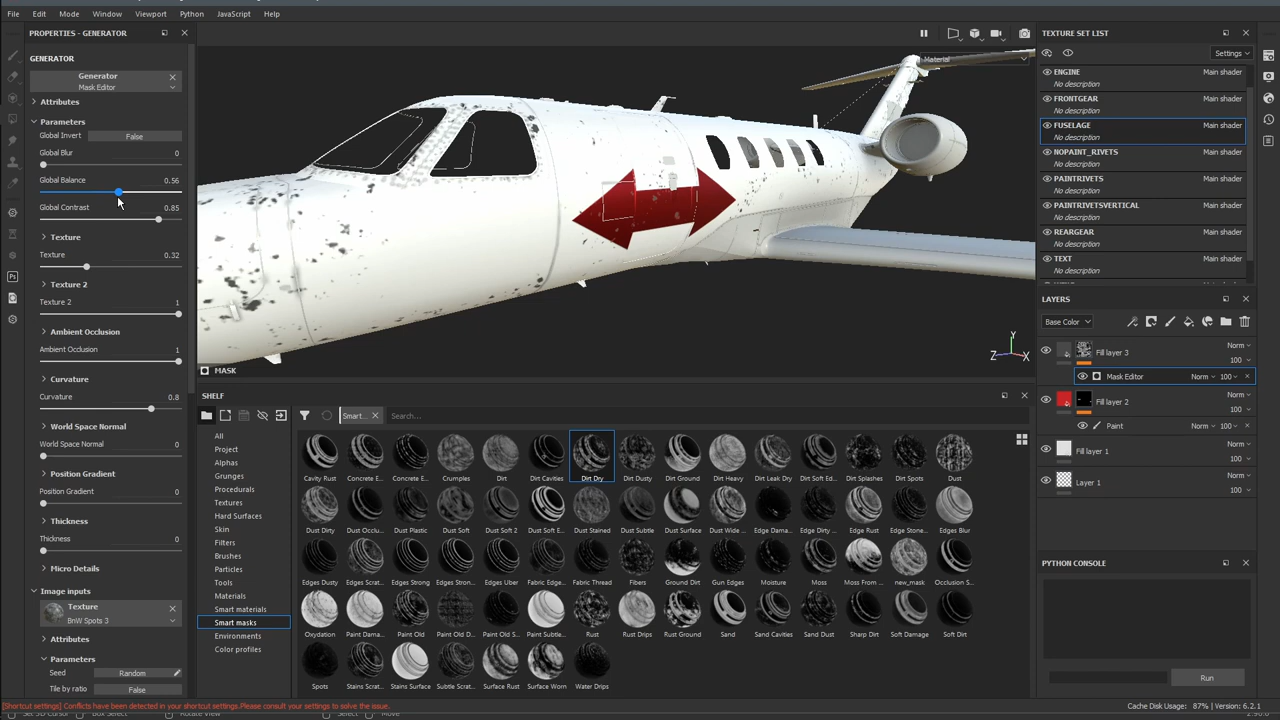 File Edit Mode Window Viewport Python JavaScript Help
PROPERTIES - GENERATOR
GENERATOR
Generator
Mask Editor
Attributes
Parameters
Global Invert False
Global Blur 0
Global Balance 0.56
Global Contrast 0.85
Texture
Texture 0.32
Texture 2
Texture 2 1
Ambient Occlusion
Ambient Occlusion 1
Curvature
Curvature 0.8
World Space Normal
World Space Normal 0
Position Gradient
Position Gradient 0
Thickness
Thickness 0
Micro Details
Image inputs
Texture
BnW Spots 3
Attributes
Parameters
Seed Random
Tile by ratio False
Material
Y
Z X
MASK
SHELF
Smart...
Search...
All
Project
Alphas
Grunges
Procedurals
Textures
Hard Surfaces
Skin
Filters
Brushes
Particles
Tools
Materials
Smart materials
Smart masks
Environments
Color profiles
Cavity Rust Concrete E... Concrete E... Crumples Dirt Dirt Cavities Dirt Dry Dirt Dusty Dirt Ground Dirt Heavy Dirt Leak Dry Dirt Soft Ed... Dirt Splashes Dirt Spots Dust
Dust Dirty Dust Occlu... Dust Plastic Dust Soft Dust Soft 2 Dust Soft E... Dust Stained Dust Subtle Dust Surface Dust Wide ... Edge Dama... Edge Dirty ... Edge Rust Edge Stone... Edges Blur
Edges Dusty Edges Scrat... Edges Strong Edges Stron... Edges Uber Fabric Edge... Fabric Thread Fibers Ground Dirt Gun Edges Moisture Moss Moss From ... new_mask Occlusion S...
Oxydation Paint Dama... Paint Old Paint Old D... Paint Old S... Paint Subtle... Rust Rust Drips Rust Ground Sand Sand Cavities Sand Dust Sharp Dirt Soft Damage Soft Dirt
Spots Stains Scrat... Stains Surface Subtle Scrat... Surface Rust Surface Worn Water Drips
TEXTURE SET LIST
Settings
ENGINE Main shader
No description
FRONTGEAR Main shader
No description
FUSELAGE Main shader
No description
NOPAINT_RIVETS Main shader
No description
PAINTRIVETS Main shader
No description
PAINTRIVETSVERTICAL Main shader
No description
REARGEAR Main shader
No description
TEXT Main shader
No description
LAYERS
Base Color
Fill layer 3 Norm
100
Mask Editor Norm 100
Fill layer 2 Norm
100
Paint Norm 100
Fill layer 1 Norm
100
Layer 1 Norm
100
PYTHON CONSOLE
Run
[Shortcut settings] Conflicts have been detected in your shortcut settings.Please consult your settings to solve the issue.
Cache Disk Usage: 87% | Version: 6.2.1
Set 3D Cursor Box Select Rotate View Select Move